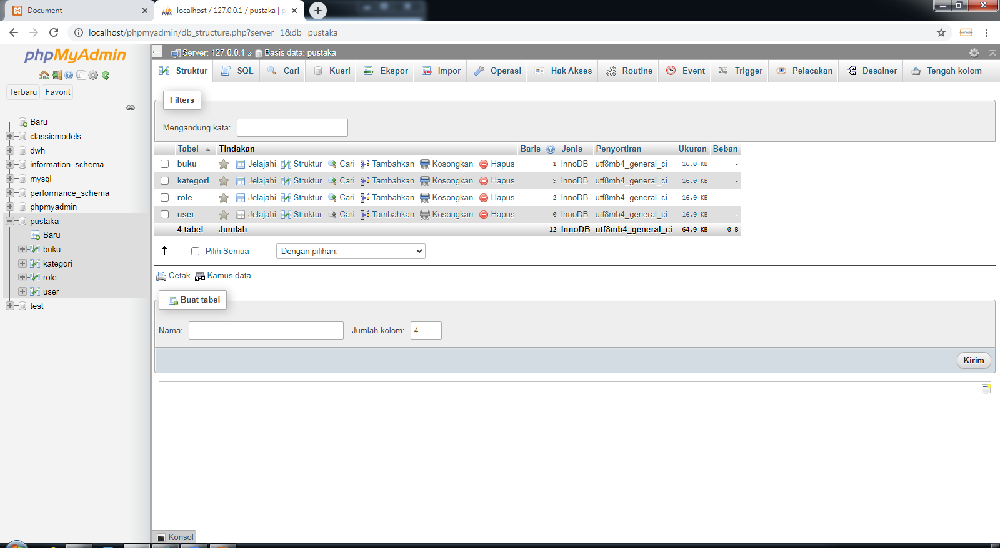 Document
localhost / 127.0.0.1 / pustaka | p
localhost/phpmyadmin/db_structure.php?server=1&db=pustaka
phpMyAdmin
Terbaru Favorit
Baru
classicmodels
dwh
information_schema
mysql
performance_schema
phpmyadmin
pustaka
Baru
buku
kategori
role
user
test
Server: 127.0.0.1 » Basis data: pustaka
Struktur SQL Cari Kueri Ekspor Impor Operasi Hak Akses Routine Event Trigger Pelacakan Desainer Tengah kolom
Filters
Mengandung kata:
Tabel Tindakan Baris Jenis Penyortiran Ukuran Beban
buku Jelajahi Struktur Cari Tambahkan Kosongkan Hapus 1 InnoDB utf8mb4_general_ci 16.0 KB -
kategori Jelajahi Struktur Cari Tambahkan Kosongkan Hapus 9 InnoDB utf8mb4_general_ci 16.0 KB -
role Jelajahi Struktur Cari Tambahkan Kosongkan Hapus 2 InnoDB utf8mb4_general_ci 16.0 KB -
user Jelajahi Struktur Cari Tambahkan Kosongkan Hapus 0 InnoDB utf8mb4_general_ci 16.0 KB -
4 tabel Jumlah 12 InnoDB utf8mb4_general_ci 64.0 KB 0 B
Pilih Semua Dengan pilihan:
Cetak Kamus data
Buat tabel
Nama: Jumlah kolom: 4
Kirim
Konsol